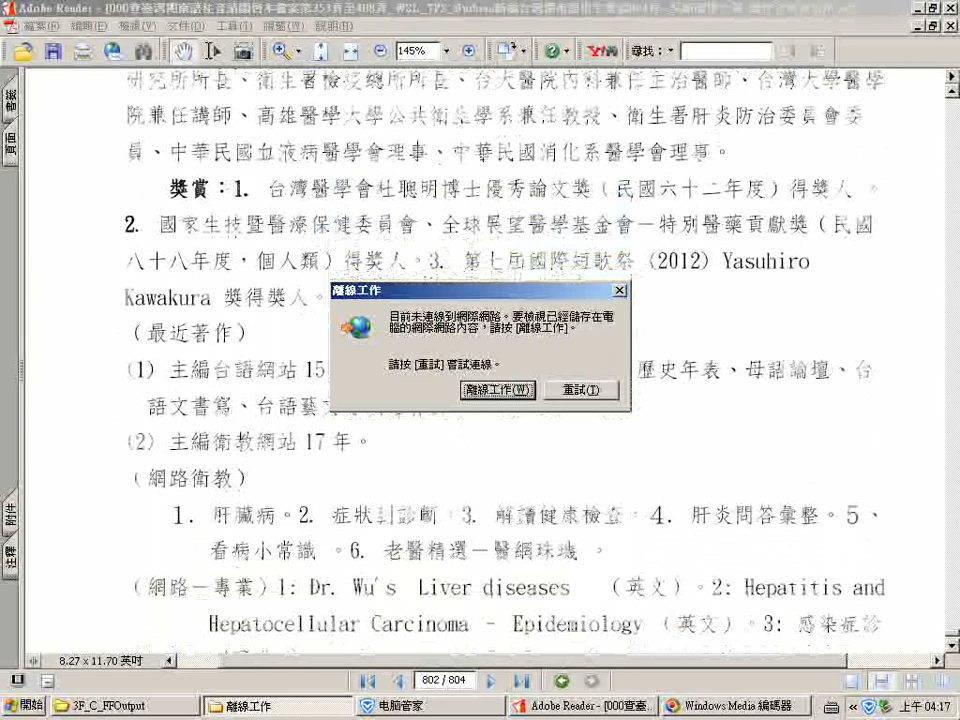 檔案(F) 編輯(E) 檢視(V) 文件(D) 工具(T) 視窗(W) 說明(H)
145%
尋找：
書籤
頁面
附件
註釋
研究所所長、衛生署檢疫總所所長、台大醫院內科兼任主治醫師、台灣大學醫學
院兼任講師、高雄醫學大學公共衛生學系兼任教授、衛生署肝炎防治委員會委
員、中華民國血液病醫學會理事、中華民國消化系醫學會理事。
獎賞：1. 台灣醫學會杜聰明博士優秀論文獎（民國六十二年度）得獎人 。
2. 國家生技暨醫療保健委員會、全球展望醫學基金會－特別醫藥貢獻獎（民國
八十八年度，個人類）得獎人。3. 第七屆國際短歌祭 (2012) Yasuhiro
Kawakura 獎得獎人。
（最近著作）
(1) 主編台語網站 15
歷史年表、母語論壇、台
語文書寫、台語藝文
(2) 主編衛教網站 17 年。
（網路衛教）
1. 肝臟病。2. 症狀到診斷。3. 解讀健康檢查。4. 肝炎問答彙整。5、
看病小常識 。6. 老醫精選－醫網珠璣 。
（網路－專業）1: Dr. Wu's Liver diseases （英文）。2: Hepatitis and
Hepatocellular Carcinoma - Epidemiology （英文）。3: 感染症診
離線工作
目前未連線到網際網路。要檢視已經儲存在電
腦的網際網路內容，請按 [離線工作]。
請按 [重試] 嘗試連線。
離線工作(W) 重試(T)
8.27 x 11.70 英吋
802 / 804
開始 3F_C_FFOutput 離線工作 电脑管家 Adobe Reader - [000查臺... Windows Media 編碼器 上午 04:17